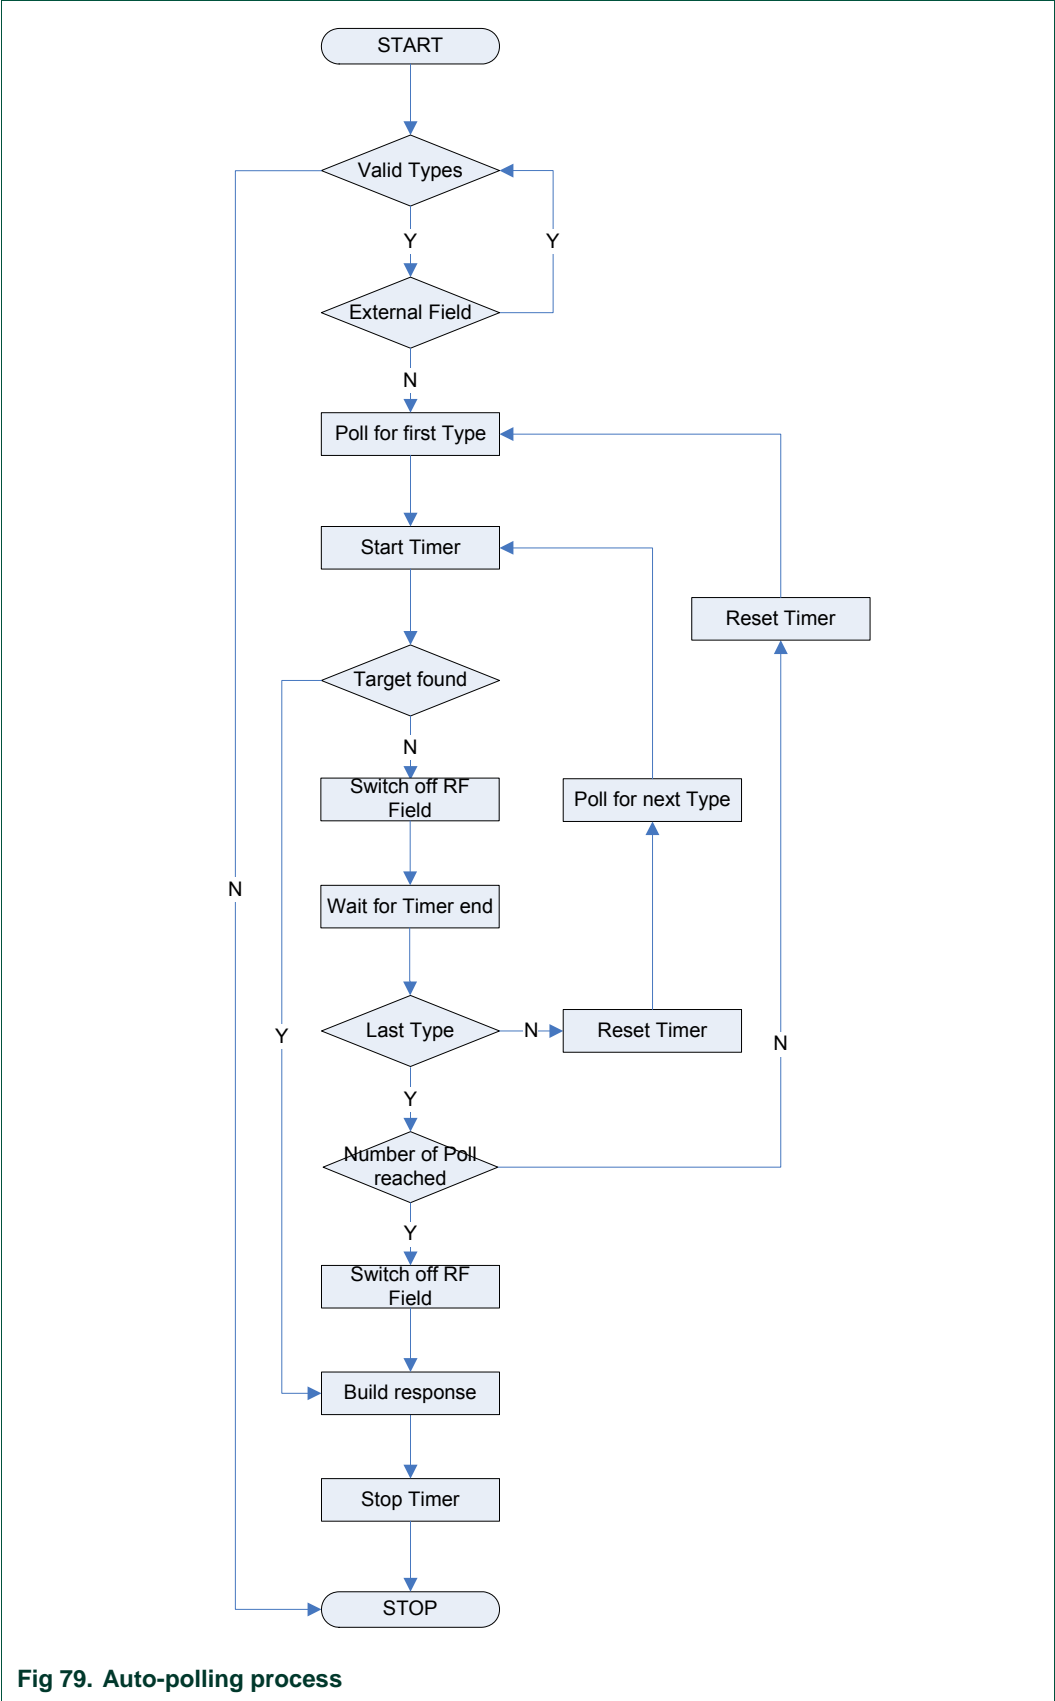 START
Valid Types
Y
Y
External Field
N
Poll for first Type
Start Timer
Reset Timer
Target found
N
Switch off RF
Field
Poll for next Type
N
Wait for Timer end
Last Type
N
Reset Timer
Y
N
Y
Number of Poll
reached
Y
Switch off RF
Field
Build response
Stop Timer
STOP
Fig 79. Auto-polling process